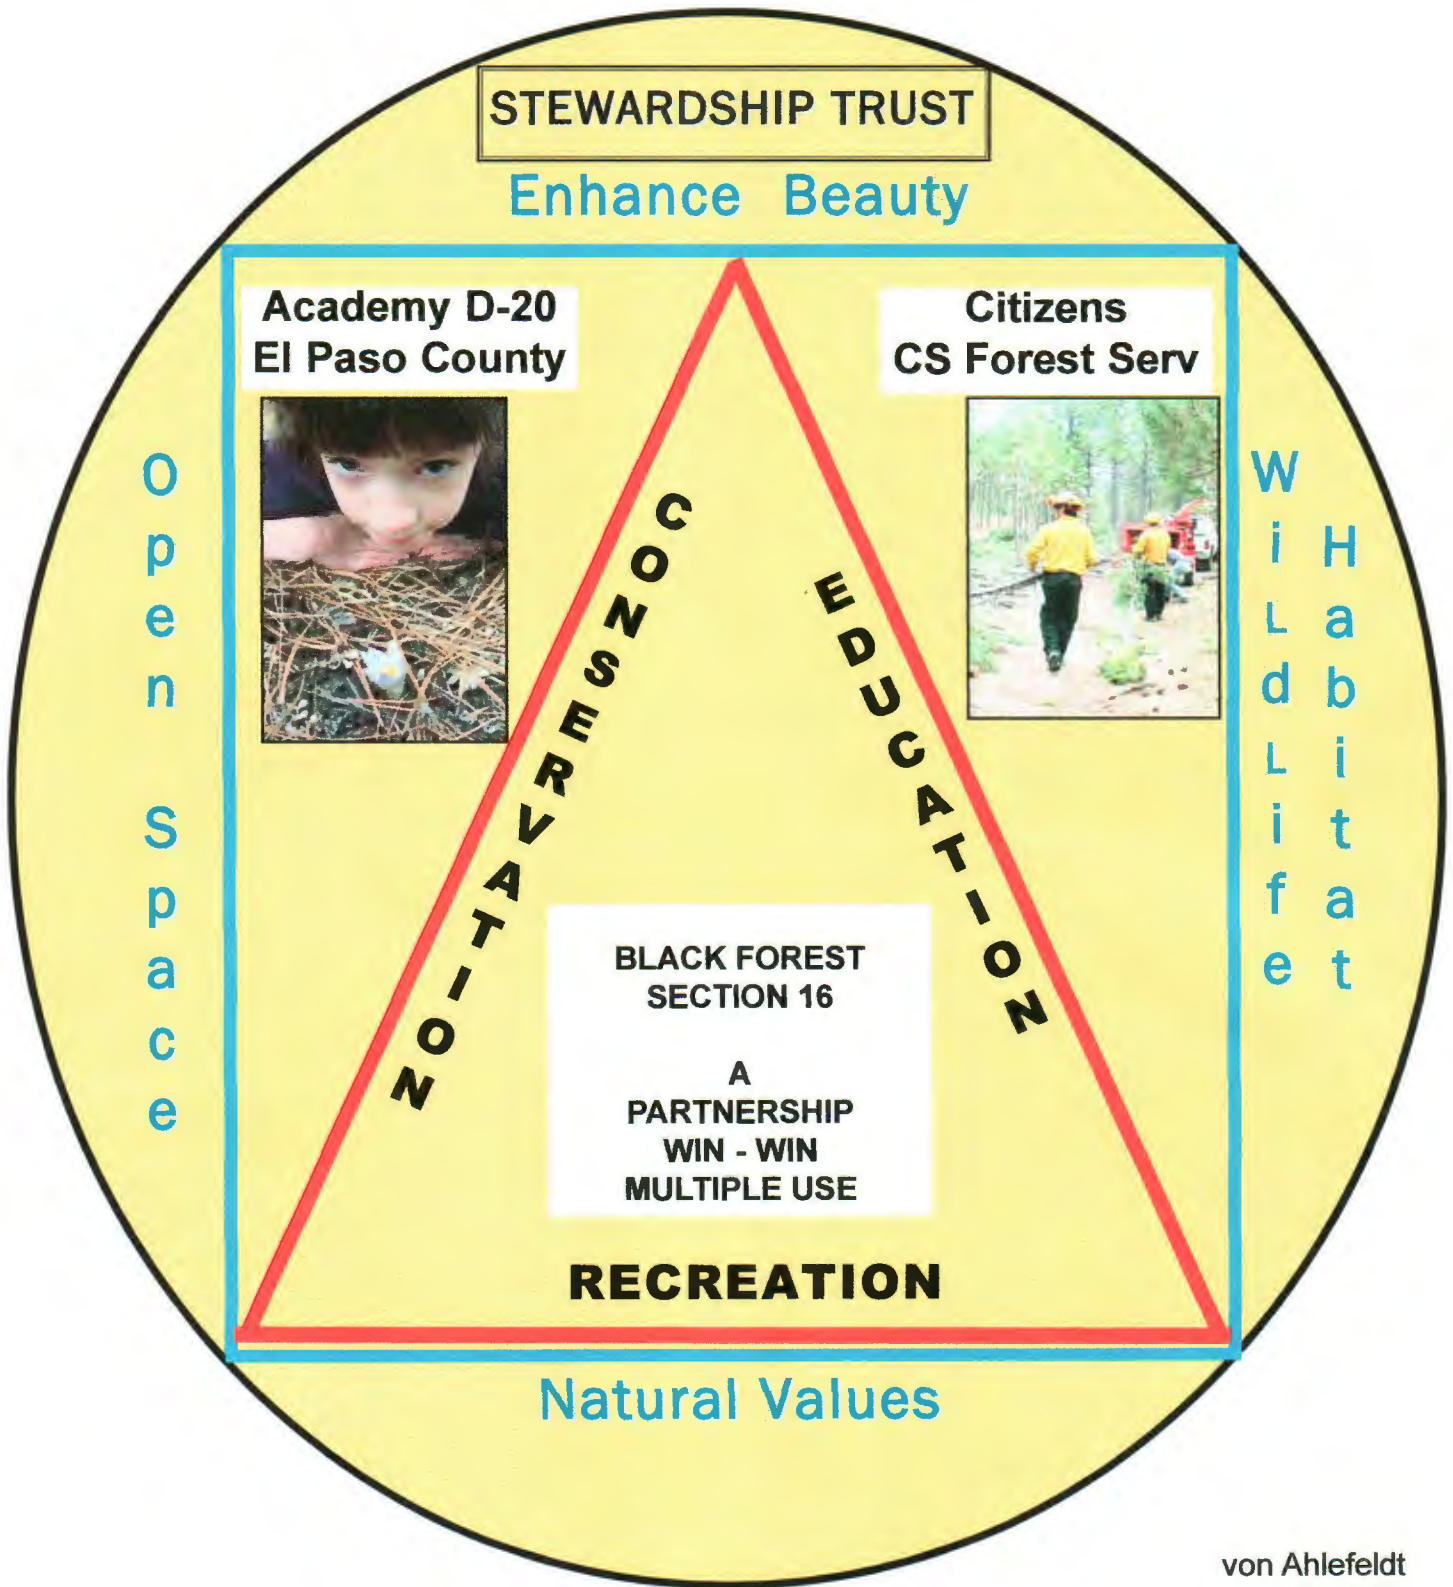 STEWARDSHIP TRUST
Enhance Beauty
Academy D-20
El Paso County
Citizens
CS Forest Serv
Open Space
CONSERVATION
EDUCATION
WiLdLife
Habitat
BLACK FOREST
SECTION 16
A
PARTNERSHIP
WIN - WIN
MULTIPLE USE
RECREATION
Natural Values
von Ahlefeldt